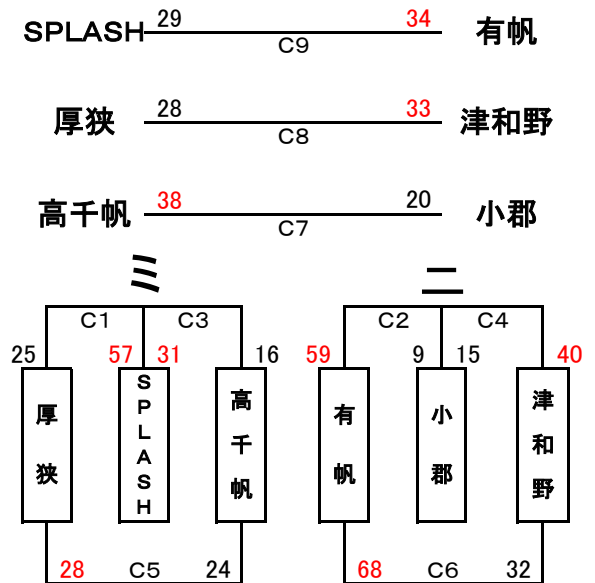 SPLASH 29 34 有帆
C9
厚狭 28 33 津和野
C8
高千帆 38 20 小郡
C7
ミニ
C1 C3 C2 C4
25 57 31 16 59 9 15 40
厚狭 SPLASH 高千帆 有帆 小郡 津和野
28 C5 24 68 C6 32